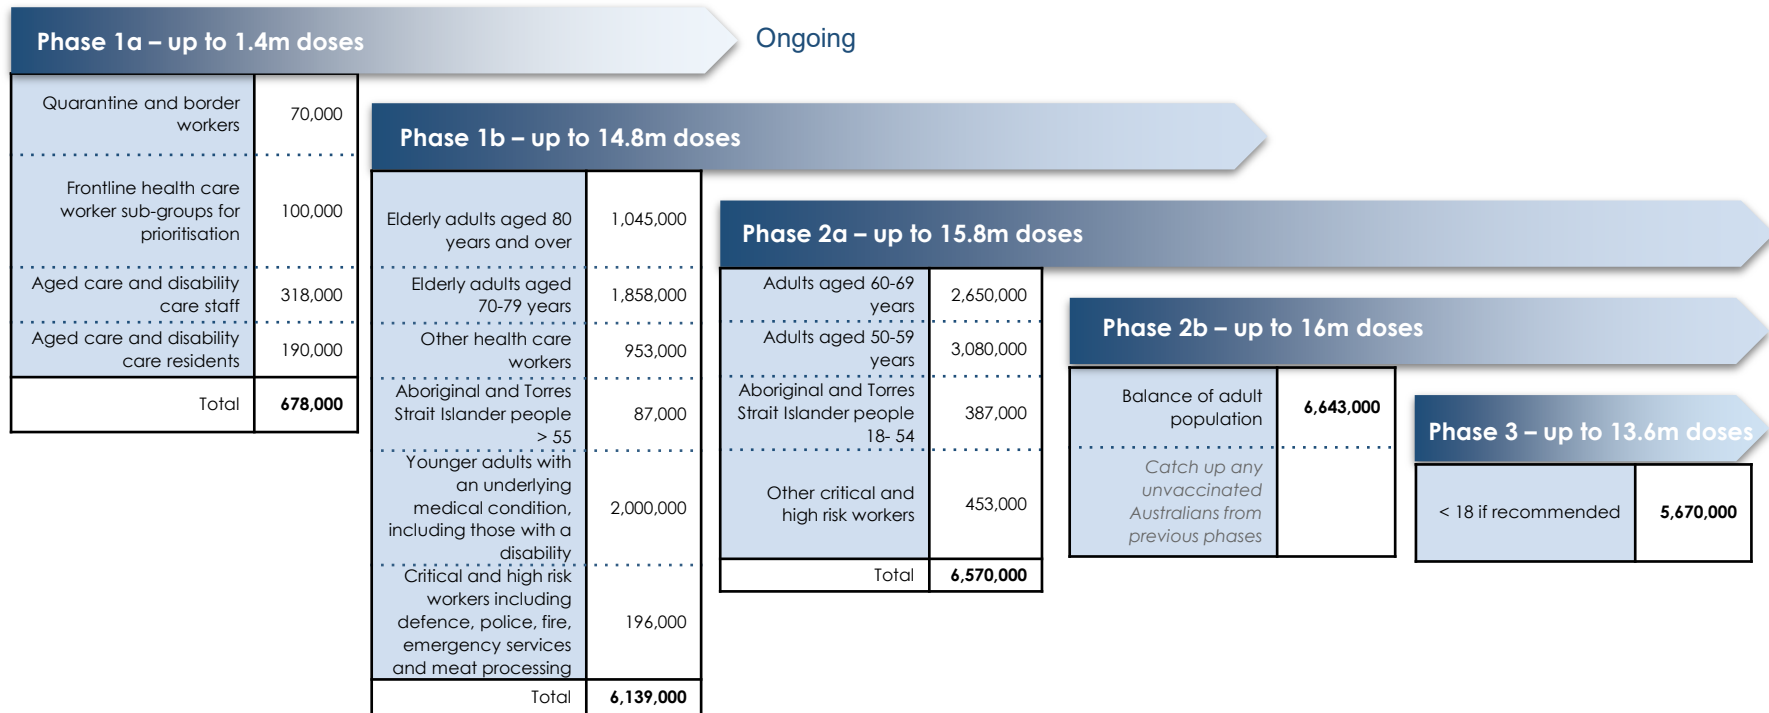 Phase 1a – up to 1.4m doses
Ongoing
Quarantine and border
workers
70,000
Frontline health care
worker sub-groups for
prioritisation
100,000
Aged care and disability
care staff
318,000
Aged care and disability
care residents
190,000
Total
678,000
Phase 1b – up to 14.8m doses
Elderly adults aged 80
years and over
1,045,000
Elderly adults aged
70-79 years
1,858,000
Other health care
workers
953,000
Aboriginal and Torres
Strait Islander people
> 55
87,000
Younger adults with
an underlying
medical condition,
including those with a
disability
2,000,000
Critical and high risk
workers including
defence, police, fire,
emergency services
and meat processing
196,000
Total
6,139,000
Phase 2a – up to 15.8m doses
Adults aged 60-69
years
2,650,000
Adults aged 50-59
years
3,080,000
Aboriginal and Torres
Strait Islander people
18- 54
387,000
Other critical and
high risk workers
453,000
Total
6,570,000
Phase 2b – up to 16m doses
Balance of adult
population
6,643,000
Catch up any
unvaccinated
Australians from
previous phases
Phase 3 – up to 13.6m doses
< 18 if recommended
5,670,000